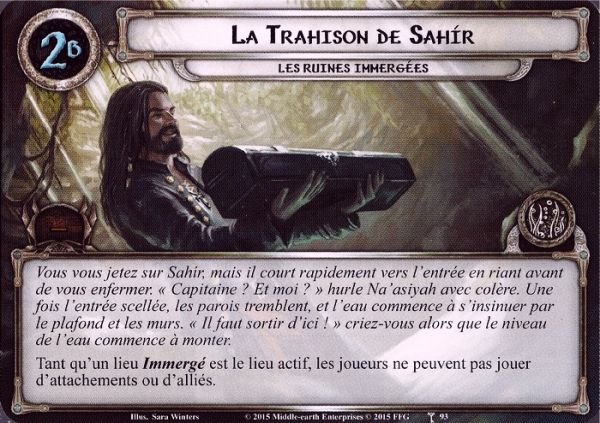 2B
La Trahison de Sahír
Les Ruines Immergées
Vous vous jetez sur Sahír, mais il court rapidement vers l'entrée en riant avant
de vous enfermer. « Capitaine ? Et moi ? » hurle Na'asiyah avec colère. Une
fois l'entrée scellée, les parois tremblent, et l'eau commence à s'insinuer par
le plafond et les murs. « Il faut sortir d'ici ! » criez-vous alors que le niveau
de l'eau commence à monter.
Tant qu'un lieu Immergé est le lieu actif, les joueurs ne peuvent pas jouer
d'attachements ou d'alliés.
Illus. Sara Winters © 2015 Middle-earth Enterprises © 2015 FFG 93